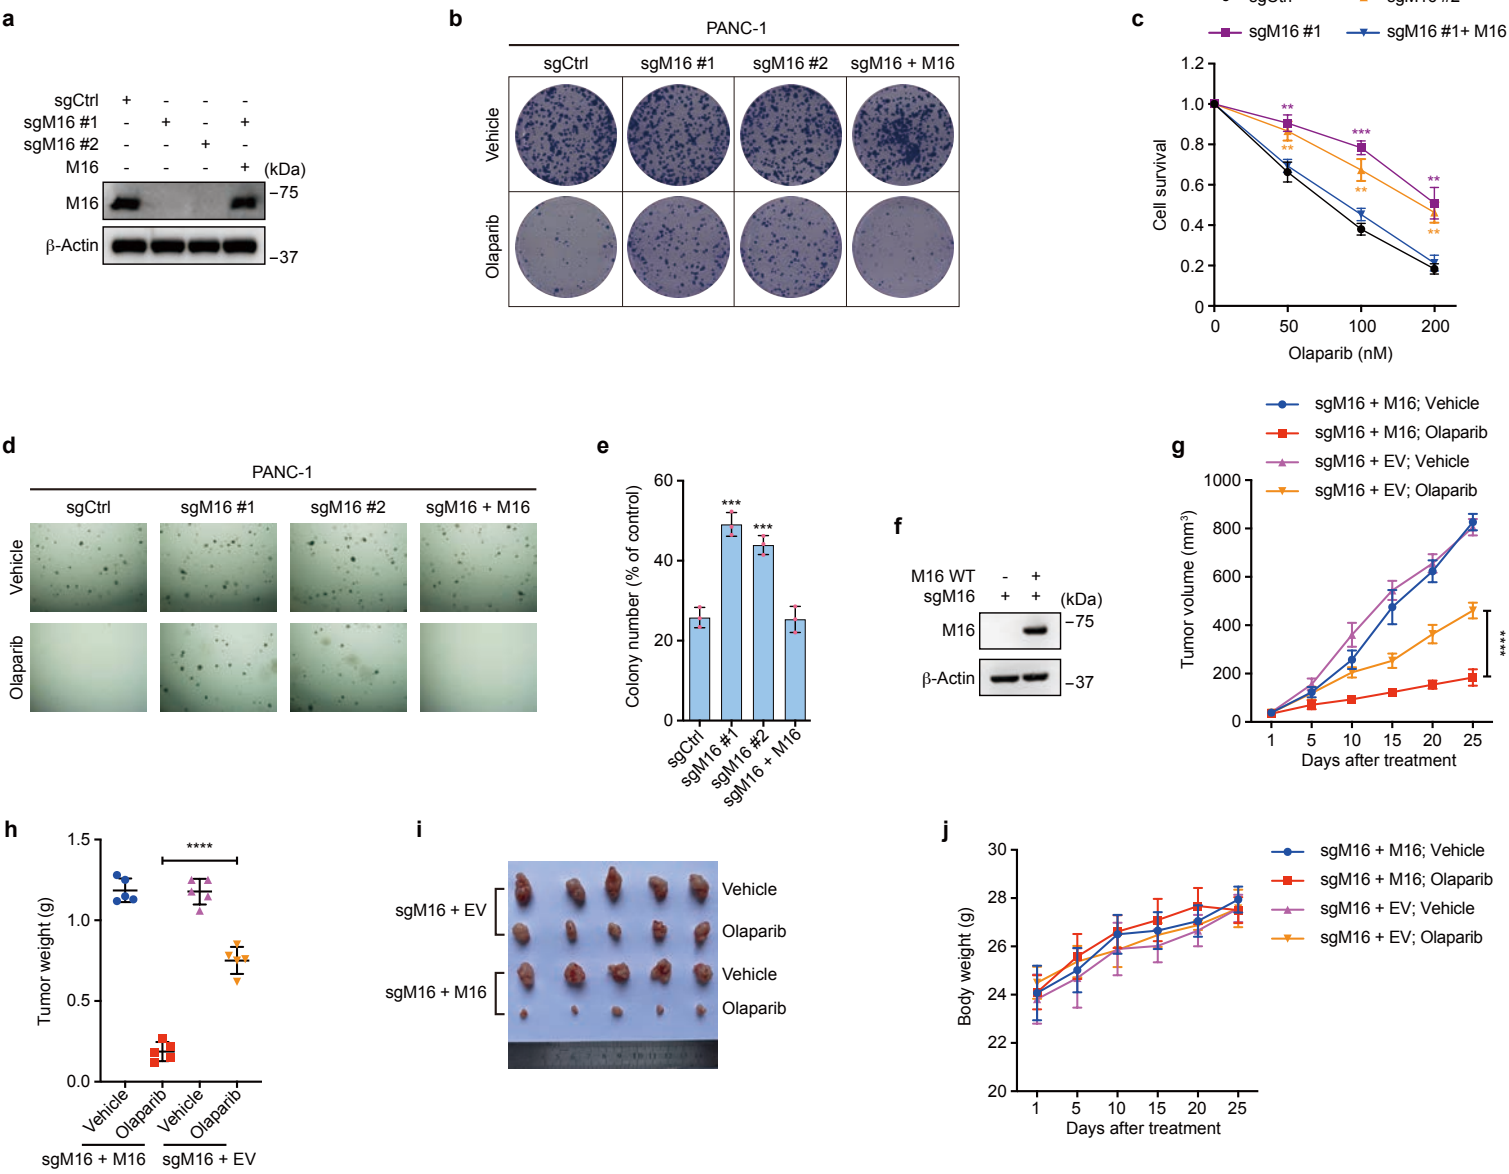 a
sgCtrl + - - -
sgM16 #1 - + - +
sgM16 #2 - - + -
M16 - - - + (kDa)
M16
–75
β-Actin
–37
b
PANC-1
sgCtrl sgM16 #1 sgM16 #2 sgM16 + M16
Vehicle
Olaparib
c
sgCtrl sgM16 #2
sgM16 #1 sgM16 #1+ M16
Cell survival
1.2
1.0
0.8
0.6
0.4
0.2
0
** *** **
** ** **
0 50 100 200
Olaparib (nM)
d
PANC-1
sgCtrl sgM16 #1 sgM16 #2 sgM16 + M16
Vehicle
Olaparib
e
Colony number (% of control)
60
40
20
0
*** ***
sgCtrl
sgM16 #1
sgM16 #2
sgM16 + M16
f
M16 WT - +
sgM16 + + (kDa)
M16
–75
β-Actin
–37
g
sgM16 + M16; Vehicle
sgM16 + M16; Olaparib
sgM16 + EV; Vehicle
sgM16 + EV; Olaparib
Tumor volume (mm³)
1000
800
600
400
200
0
****
1 5 10 15 20 25
Days after treatment
h
Tumor weight (g)
1.5
1.0
0.5
0.0
****
Vehicle
Olaparib
Vehicle
Olaparib
sgM16 + M16 sgM16 + EV
i
sgM16 + EV
Vehicle
Olaparib
sgM16 + M16
Vehicle
Olaparib
j
Body weight (g)
30
28
26
24
22
20
1 5 10 15 20 25
Days after treatment
sgM16 + M16; Vehicle
sgM16 + M16; Olaparib
sgM16 + EV; Vehicle
sgM16 + EV; Olaparib